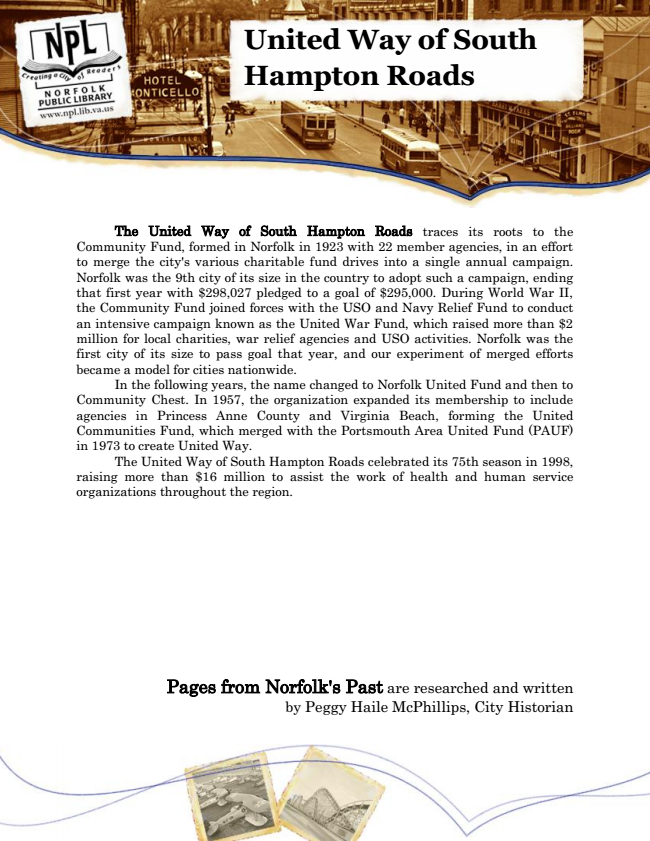 United Way of South
Hampton Roads
NPL
Creating a City of Readers
NORFOLK
PUBLIC LIBRARY
www.npl.lib.va.us
HOTEL
MONTICELLO
The United Way of South Hampton Roads traces its roots to the
Community Fund, formed in Norfolk in 1923 with 22 member agencies, in an effort
to merge the city's various charitable fund drives into a single annual campaign.
Norfolk was the 9th city of its size in the country to adopt such a campaign, ending
that first year with $298,027 pledged to a goal of $295,000. During World War II,
the Community Fund joined forces with the USO and Navy Relief Fund to conduct
an intensive campaign known as the United War Fund, which raised more than $2
million for local charities, war relief agencies and USO activities. Norfolk was the
first city of its size to pass goal that year, and our experiment of merged efforts
became a model for cities nationwide.
In the following years, the name changed to Norfolk United Fund and then to
Community Chest. In 1957, the organization expanded its membership to include
agencies in Princess Anne County and Virginia Beach, forming the United
Communities Fund, which merged with the Portsmouth Area United Fund (PAUF)
in 1973 to create United Way.
The United Way of South Hampton Roads celebrated its 75th season in 1998,
raising more than $16 million to assist the work of health and human service
organizations throughout the region.
Pages from Norfolk's Past are researched and written
by Peggy Haile McPhillips, City Historian